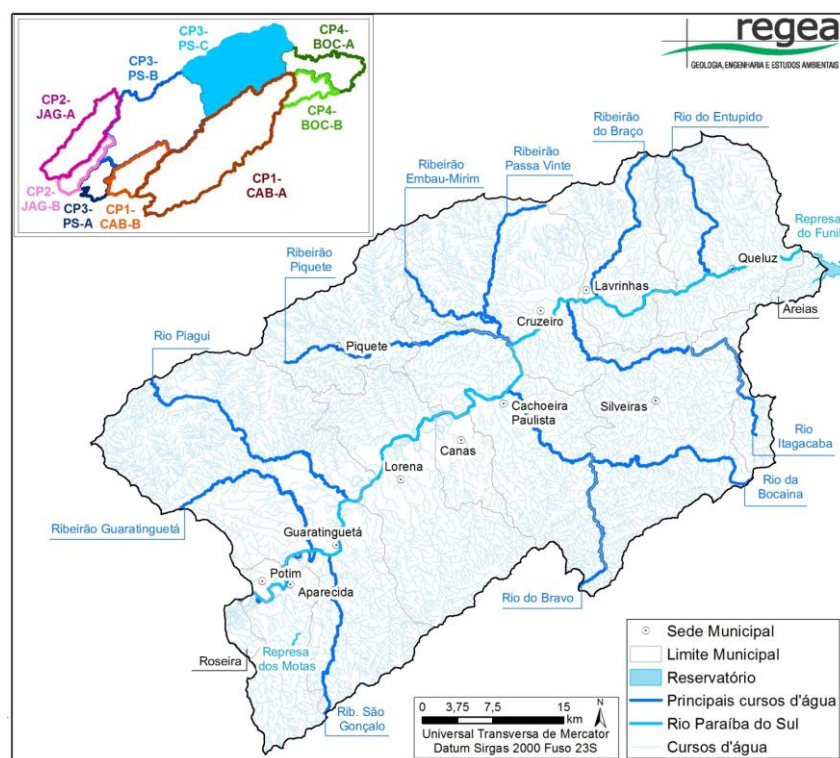 CP3-
PS-C
CP4-
BOC-A
CP3-
PS-B
CP2-
JAG-A
CP4-
BOC-B
CP1-
CAB-A
CP2-
JAG-B
CP3-
PS-A
CP1-
CAB-B
regea
GEOLOGIA, ENGENHARIA E ESTUDOS AMBIENTAIS
Ribeirão
do Braço
Rio do Entupido
Ribeirão
Passa Vinte
Ribeirão
Embau-Mirim
Represa
do Funil
Queluz
Ribeirão
Piquete
Lavrinhas
Areias
Cruzeiro
Rio Piagui
Piquete
Cachoeira
Paulista
Silveiras
Rio
Itagacaba
Canas
Lorena
Rio da
Bocaina
Ribeirão Guaratinguetá
Guaratinguetá
Potim
Aparecida
Rio do Bravo
Roseira
Represa
dos Motas
Rib. São
Gonçalo
0 3,75 7,5 15
km
N
Universal Transversa de Mercator
Datum Sirgas 2000 Fuso 23S
Sede Municipal
Limite Municipal
Reservatório
Principais cursos d'água
Rio Paraíba do Sul
Cursos d'água